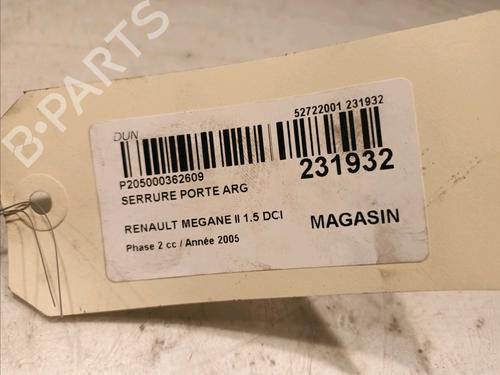 B-PARTS
DUN
52722001 231932
P205000362609
SERRURE PORTE ARG
231932
RENAULT MEGANE II 1.5 DCI
MAGASIN
Phase 2 cc / Année 2005